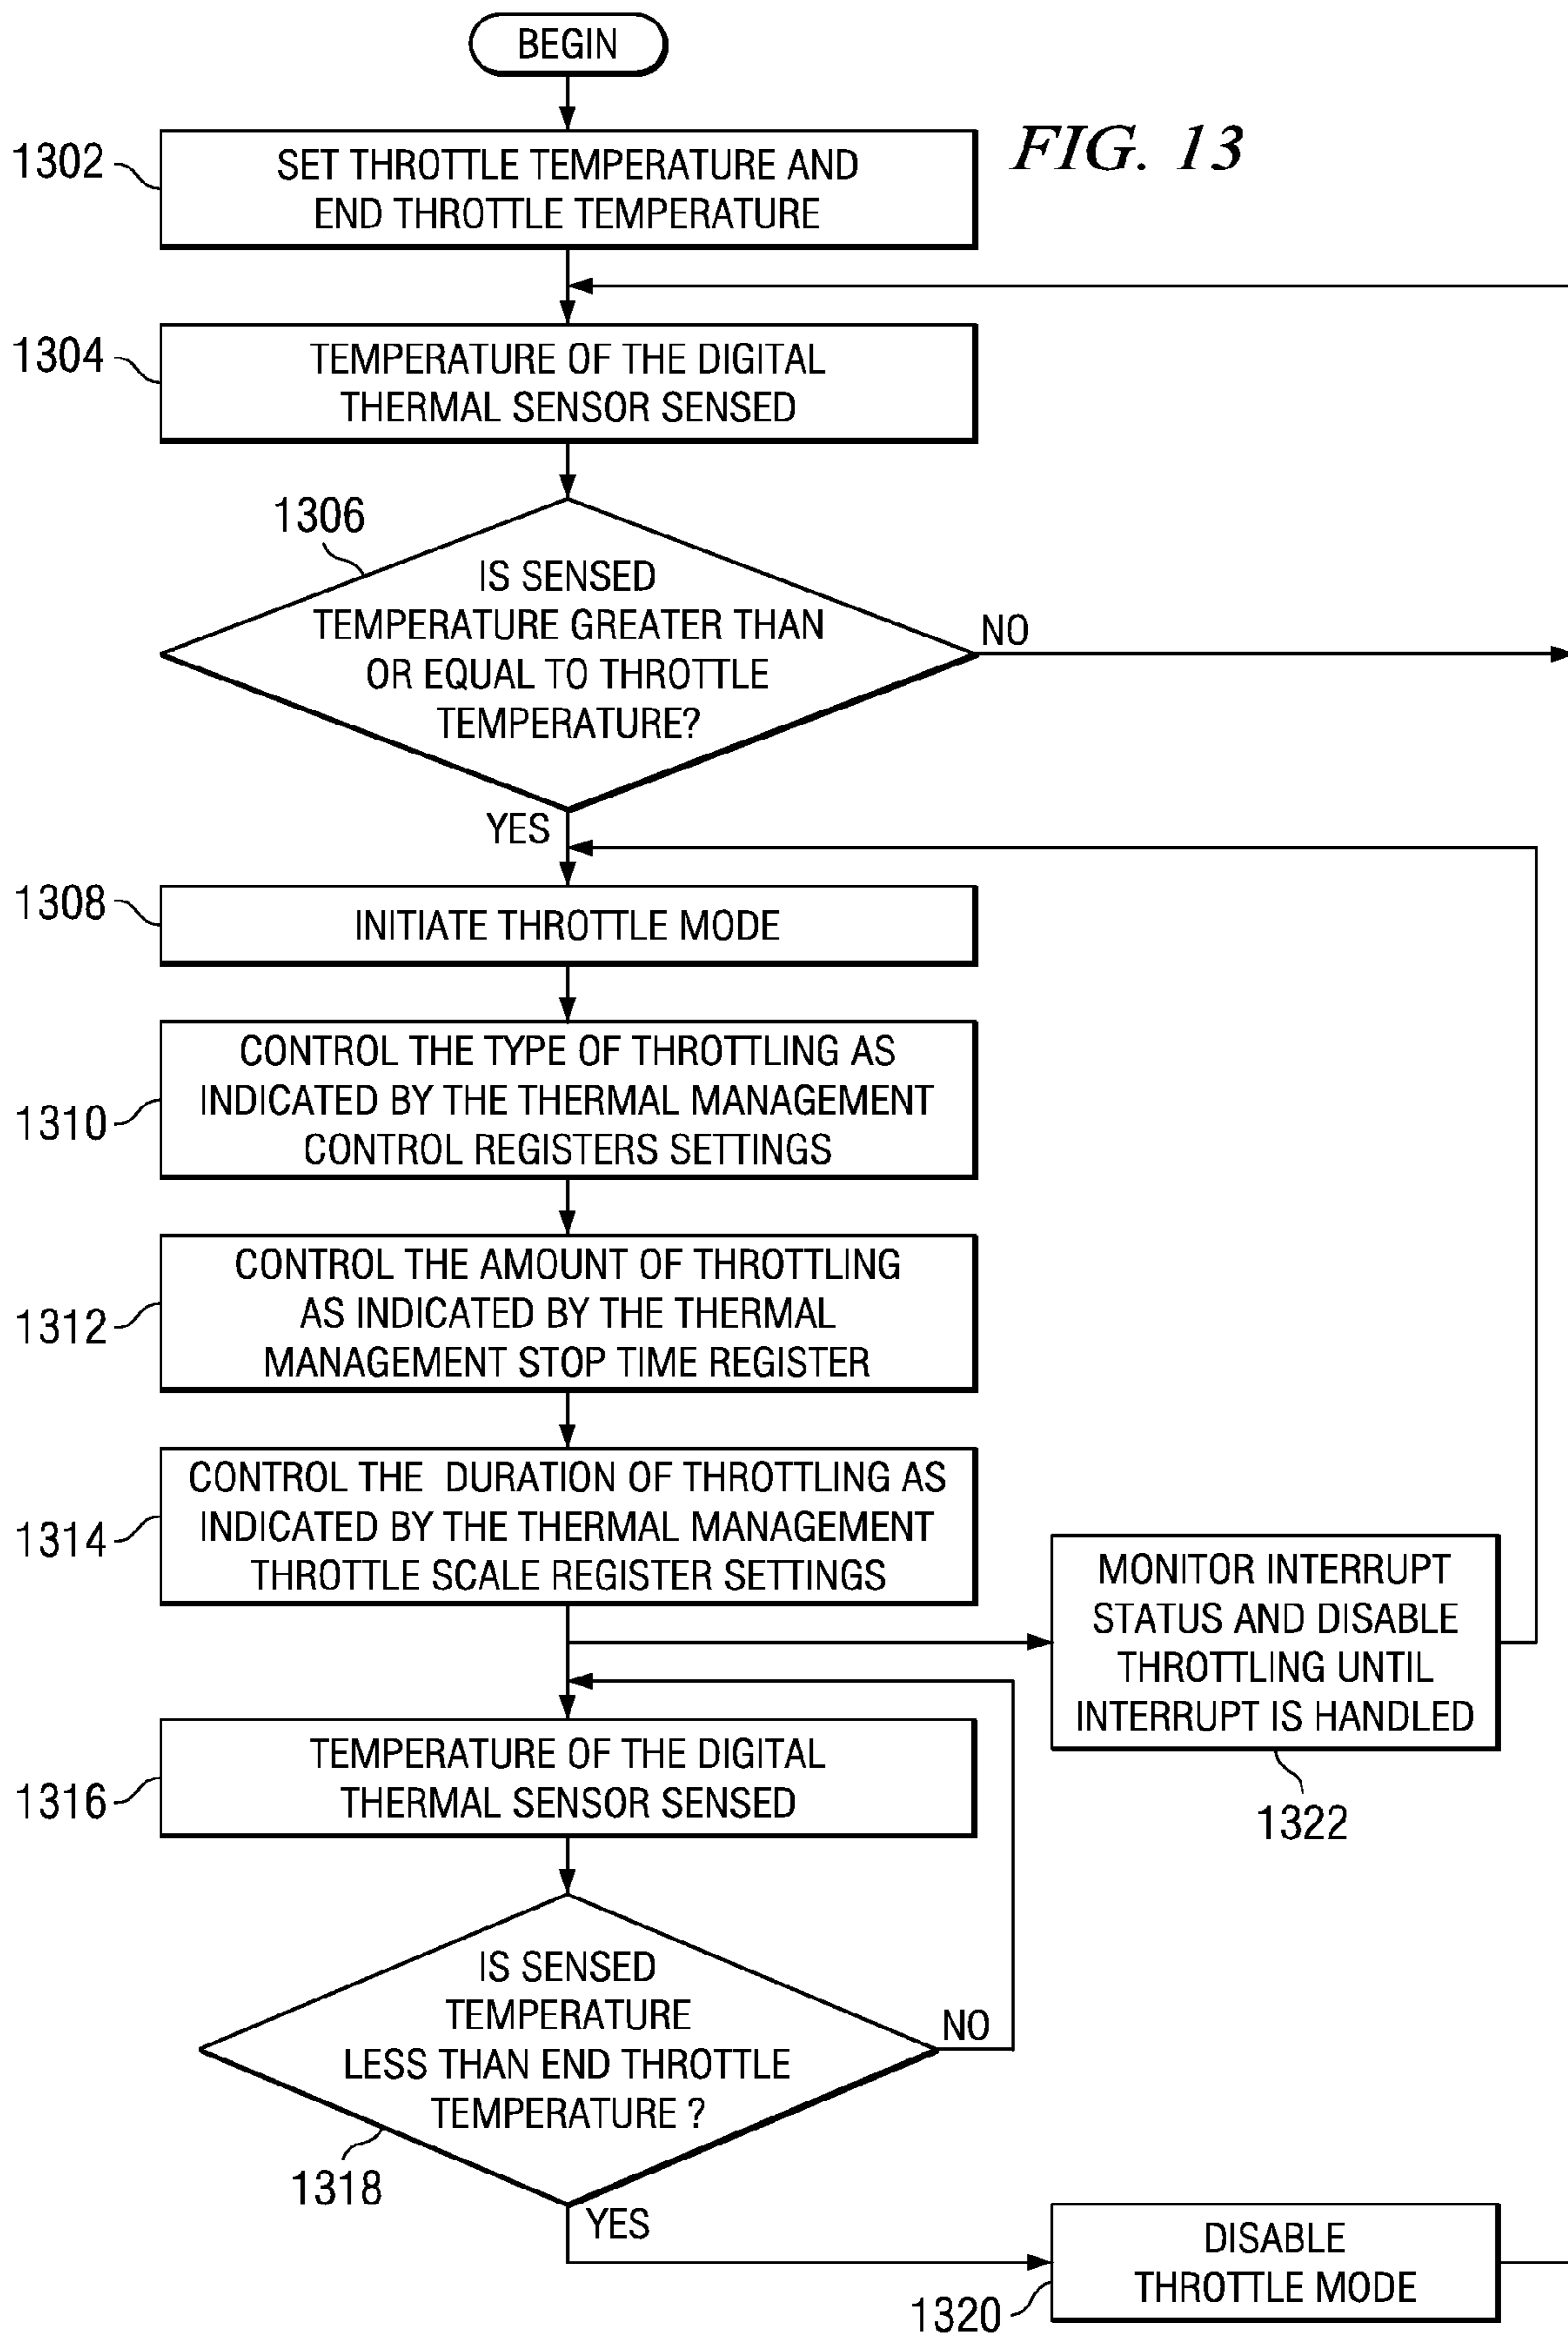 BEGIN
FIG. 13
1302
SET THROTTLE TEMPERATURE AND
END THROTTLE TEMPERATURE
1304
TEMPERATURE OF THE DIGITAL
THERMAL SENSOR SENSED
1306
IS SENSED
TEMPERATURE GREATER THAN
OR EQUAL TO THROTTLE
TEMPERATURE?
NO
YES
1308
INITIATE THROTTLE MODE
1310
CONTROL THE TYPE OF THROTTLING AS
INDICATED BY THE THERMAL MANAGEMENT
CONTROL REGISTERS SETTINGS
1312
CONTROL THE AMOUNT OF THROTTLING
AS INDICATED BY THE THERMAL
MANAGEMENT STOP TIME REGISTER
1314
CONTROL THE DURATION OF THROTTLING AS
INDICATED BY THE THERMAL MANAGEMENT
THROTTLE SCALE REGISTER SETTINGS
MONITOR INTERRUPT
STATUS AND DISABLE
THROTTLING UNTIL
INTERRUPT IS HANDLED
1322
1316
TEMPERATURE OF THE DIGITAL
THERMAL SENSOR SENSED
IS SENSED
TEMPERATURE
LESS THAN END THROTTLE
TEMPERATURE ?
NO
1318
YES
DISABLE
THROTTLE MODE
1320